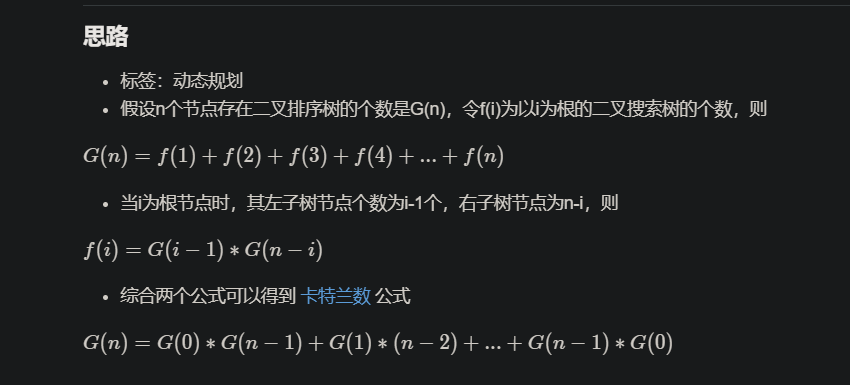 思路
标签：动态规划
假设n个节点存在二叉排序树的个数是G(n)，令f(i)为以i为根的二叉搜索树的个数，则
G(n) = f(1) + f(2) + f(3) + f(4) + ... + f(n)
当i为根节点时，其左子树节点个数为i-1个，右子树节点为n-i，则
f(i) = G(i − 1) ∗ G(n − i)
综合两个公式可以得到 卡特兰数 公式
G(n) = G(0) ∗ G(n − 1) + G(1) ∗ (n − 2) + ... + G(n − 1) ∗ G(0)